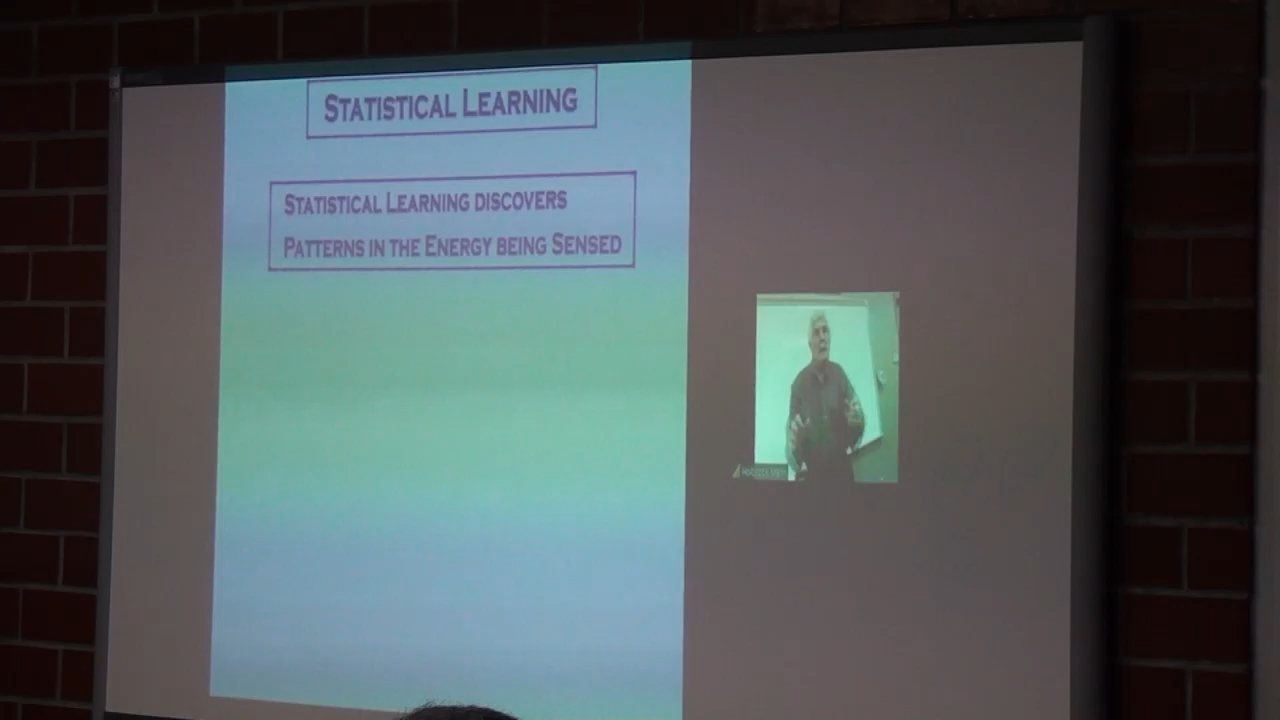 STATISTICAL LEARNING
STATISTICAL LEARNING DISCOVERS
PATTERNS IN THE ENERGY BEING SENSED